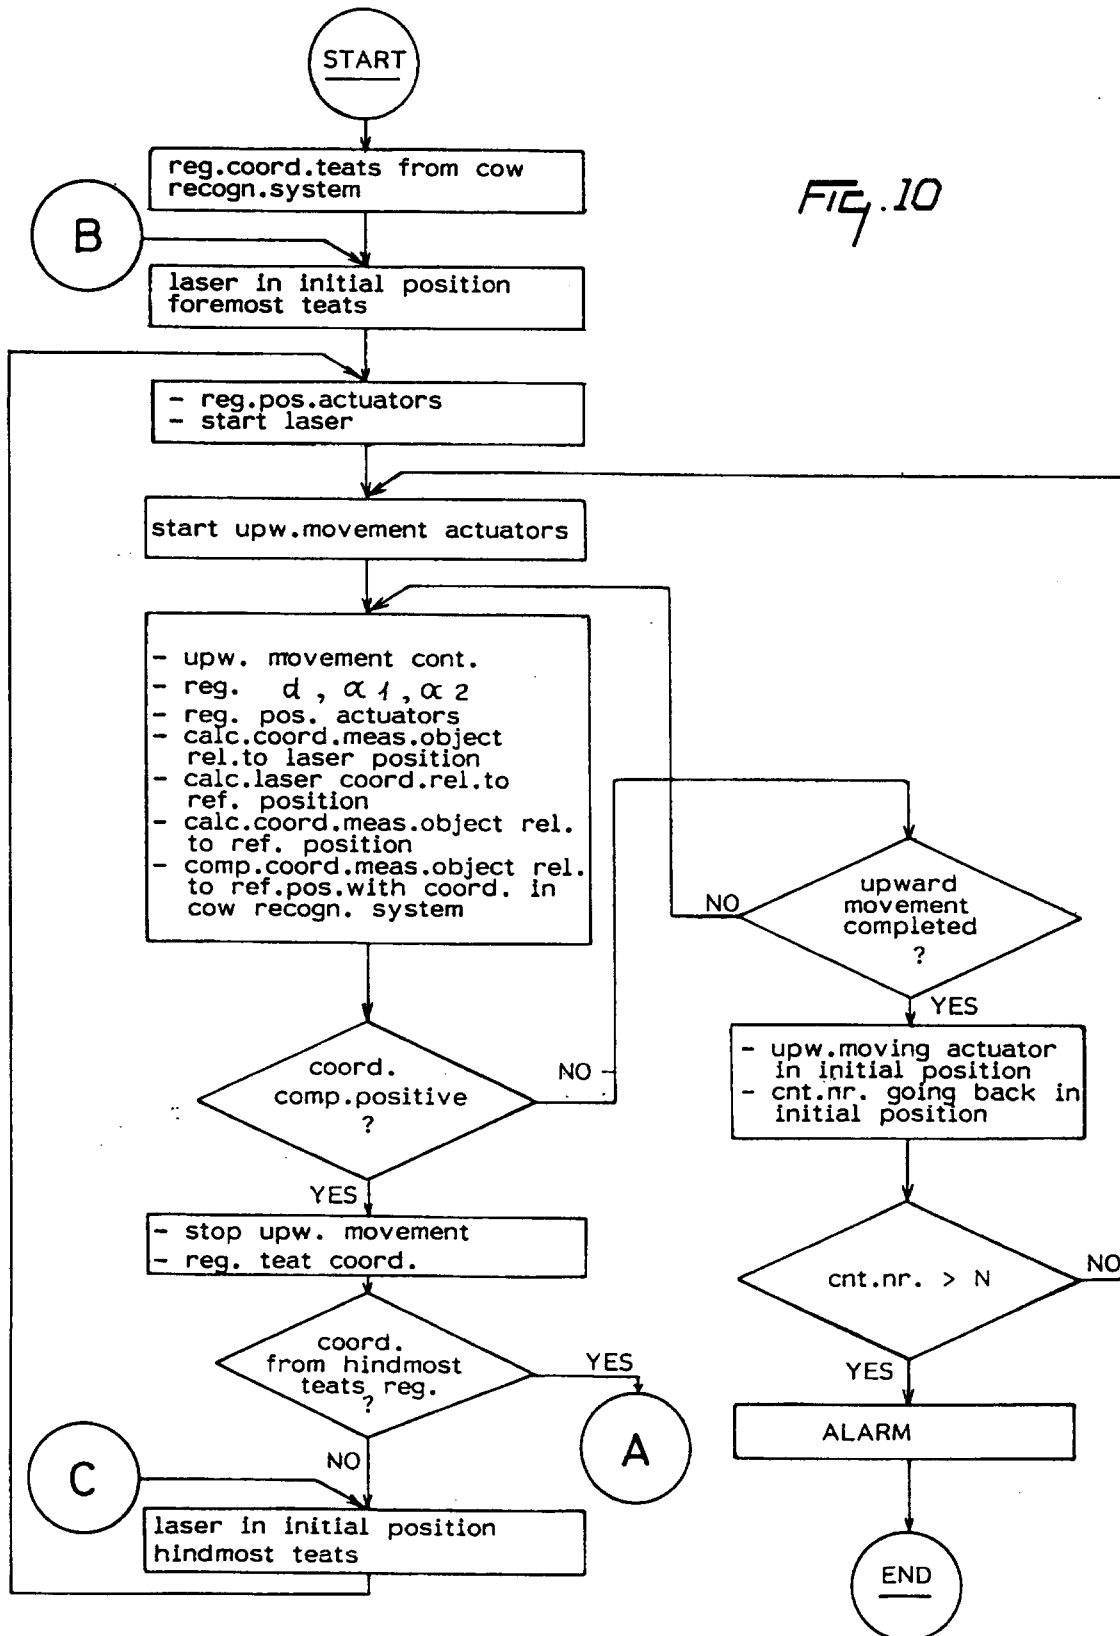 START
reg.coord.teats from cow
recogn.system
FIG.10
B
laser in initial position
foremost teats
- reg.pos.actuators
- start laser
start upw.movement actuators
- upw. movement cont.
- reg. d , α1 , α2
- reg. pos. actuators
- calc.coord.meas.object
rel.to laser position
- calc.laser coord.rel.to
ref. position
- calc.coord.meas.object rel.
to ref. position
- comp.coord.meas.object rel.
to ref.pos.with coord. in
cow recogn. system
NO
upward
movement
completed
?
YES
- upw.moving actuator
in initial position
- cnt.nr. going back in
initial position
coord.
comp.positive
?
NO
YES
- stop upw. movement
- reg. teat coord.
cnt.nr. > N
NO
YES
coord.
from hindmost
teats reg.
?
YES
A
NO
ALARM
C
laser in initial position
hindmost teats
END